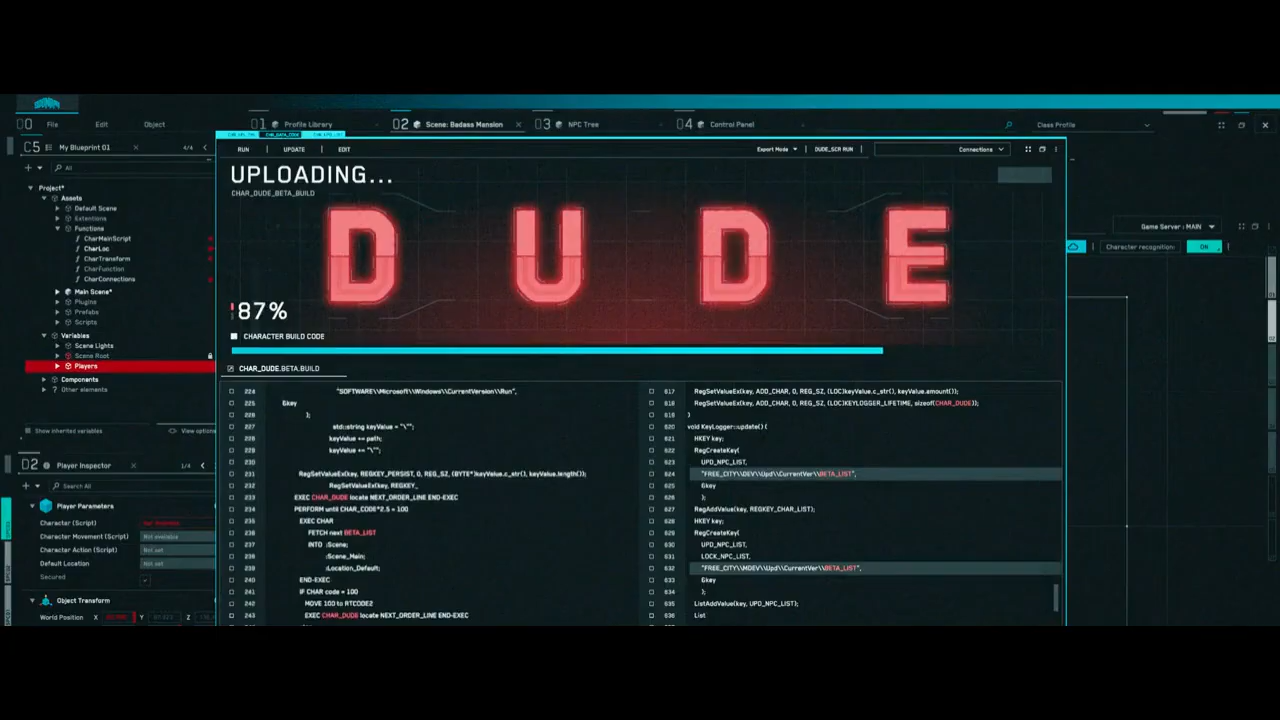 00 File Edit Object
01 Profile Library
02 Scene: Badass Mansion
03 NPC Tree
04 Control Panel
Class Profile
C5 My Blueprint 01 4/4
All
Project*
Assets
Default Scene
Extentions
Functions
CharMainScript
CharLoc
CharTransform
CharFunction
CharConnections
Main Scene*
Plugins
Prefabs
Scripts
Variables
Scene Lights
Scene Root
Players
Components
Other elements
Show inherited variables View options
D2 Player Inspector 1/4
Search All
Player Parameters
Character (Script)
Character Movement (Script) Not available
Character Action (Script) Not set
Default Location Not set
Secured
Object Transform
World Position X Y Z
RUN UPDATE EDIT
Export Mode DUDE_SCR RUN Connections
UPLOADING...
CHAR_DUDE_BETA_BUILD
DUDE
87%
CHARACTER BUILD CODE
CHAR_DUDE.BETA.BUILD
224 "SOFTWARE\\Microsoft\\Windows\\CurrentVersion\\Run",
225 &key
226 };
227 std::string keyValue = "\"";
228 keyValue += path;
229 keyValue += "\"";
230
231 RegSetValueEx(key, REGKEY_PERSIST, 0, REG_SZ, (BYTE*)keyValue.c_str(), keyValue.length());
232 RegSetValueEx(key, REGKEY_
233 EXEC CHAR_DUDE locate NEXT_ORDER_LINE END-EXEC
234 PERFORM until CHAR_CODE*2.5 = 100
235 EXEC CHAR
236 FETCH next BETA_LIST
237 INTO :Scene;
238 :Scene_Main;
239 :Location_Default;
240 END-EXEC
241 IF CHAR code = 100
242 MOVE 100 to RTCODE2
243 EXEC CHAR_DUDE locate NEXT_ORDER_LINE END-EXEC
617 RegSetValueEx(key, ADD_CHAR, 0, REG_SZ, (LOC)keyValue.c_str(), keyValue.amount());
618 RegSetValueEx(key, ADD_CHAR, 0, REG_SZ, (LOC)KEYLOGGER_LIFETIME, sizeof(CHAR_DUDE));
619 }
620 void KeyLogger::update() {
621 HKEY key;
622 RegCreateKey(
623 UPD_NPC_LIST,
624 "FREE_CITY\\DEV\\Upd\\CurrentVer\\BETA_LIST",
625 &key
626 );
627 RegAddValue(key, REGKEY_CHAR_LIST);
628 HKEY key;
629 RegCreateKey(
630 UPD_NPC_LIST,
631 LOCK_NPC_LIST,
632 "FREE_CITY\\MDEV\\Upd\\CurrentVer\\BETA_LIST",
633 &key
634 );
635 ListAddValue(key, UPD_NPC_LIST);
636 List
Game Server : MAIN
Character recognition: ON